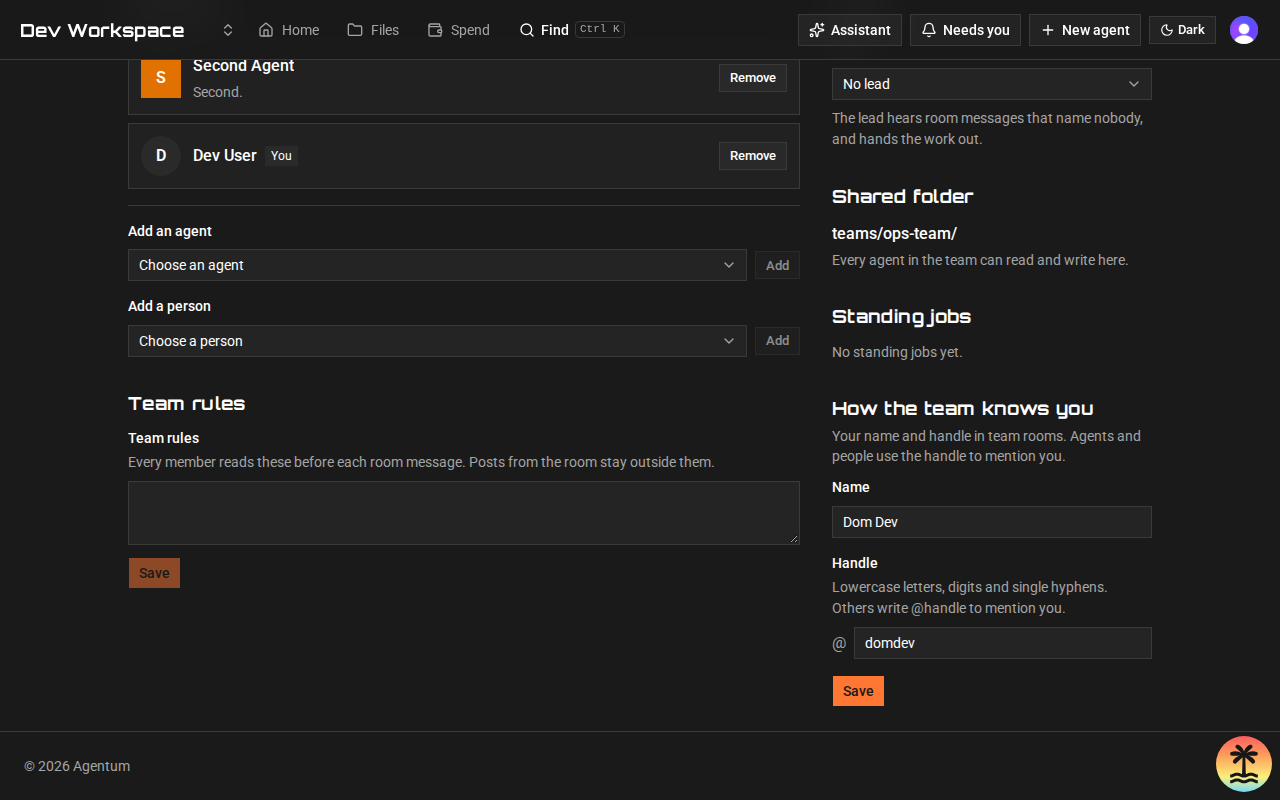 Dev Workspace
Home
Files
Spend
Find
Ctrl K
Assistant
Needs you
New agent
Dark
S
Second Agent
Second.
Remove
D
Dev User
You
Remove
Add an agent
Choose an agent
Add
Add a person
Choose a person
Add
Team rules
Team rules
Every member reads these before each room message. Posts from the room stay outside them.
Save
No lead
The lead hears room messages that name nobody,
and hands the work out.
Shared folder
teams/ops-team/
Every agent in the team can read and write here.
Standing jobs
No standing jobs yet.
How the team knows you
Your name and handle in team rooms. Agents and
people use the handle to mention you.
Name
Dom Dev
Handle
Lowercase letters, digits and single hyphens.
Others write @handle to mention you.
@ domdev
Save
© 2026 Agentum